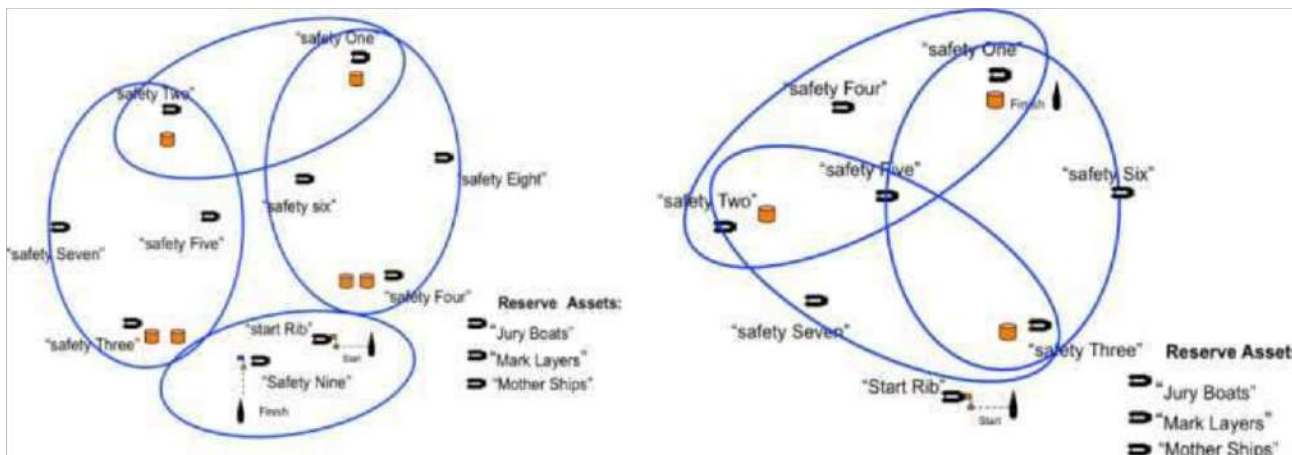 "safety One
"safety Two"
"safety Eight"
"safety six"
"safety Five"
"safety Seven"
"safety Four"
"safety Three"
"start Rib"
Start
"Safety Nine"
Finish
Reserve Assets:
"Jury Boats"
"Mark Layers"
"Mother Ships"
"safety One"
"safety Four"
Finish
"safety Five"
"safety Six"
"safety Two"
"safety Seven"
"safety Three"
"Start Rib"
Start
Reserve Asset
"Jury Boats"
"Mark Layers"
"Mother Ships"